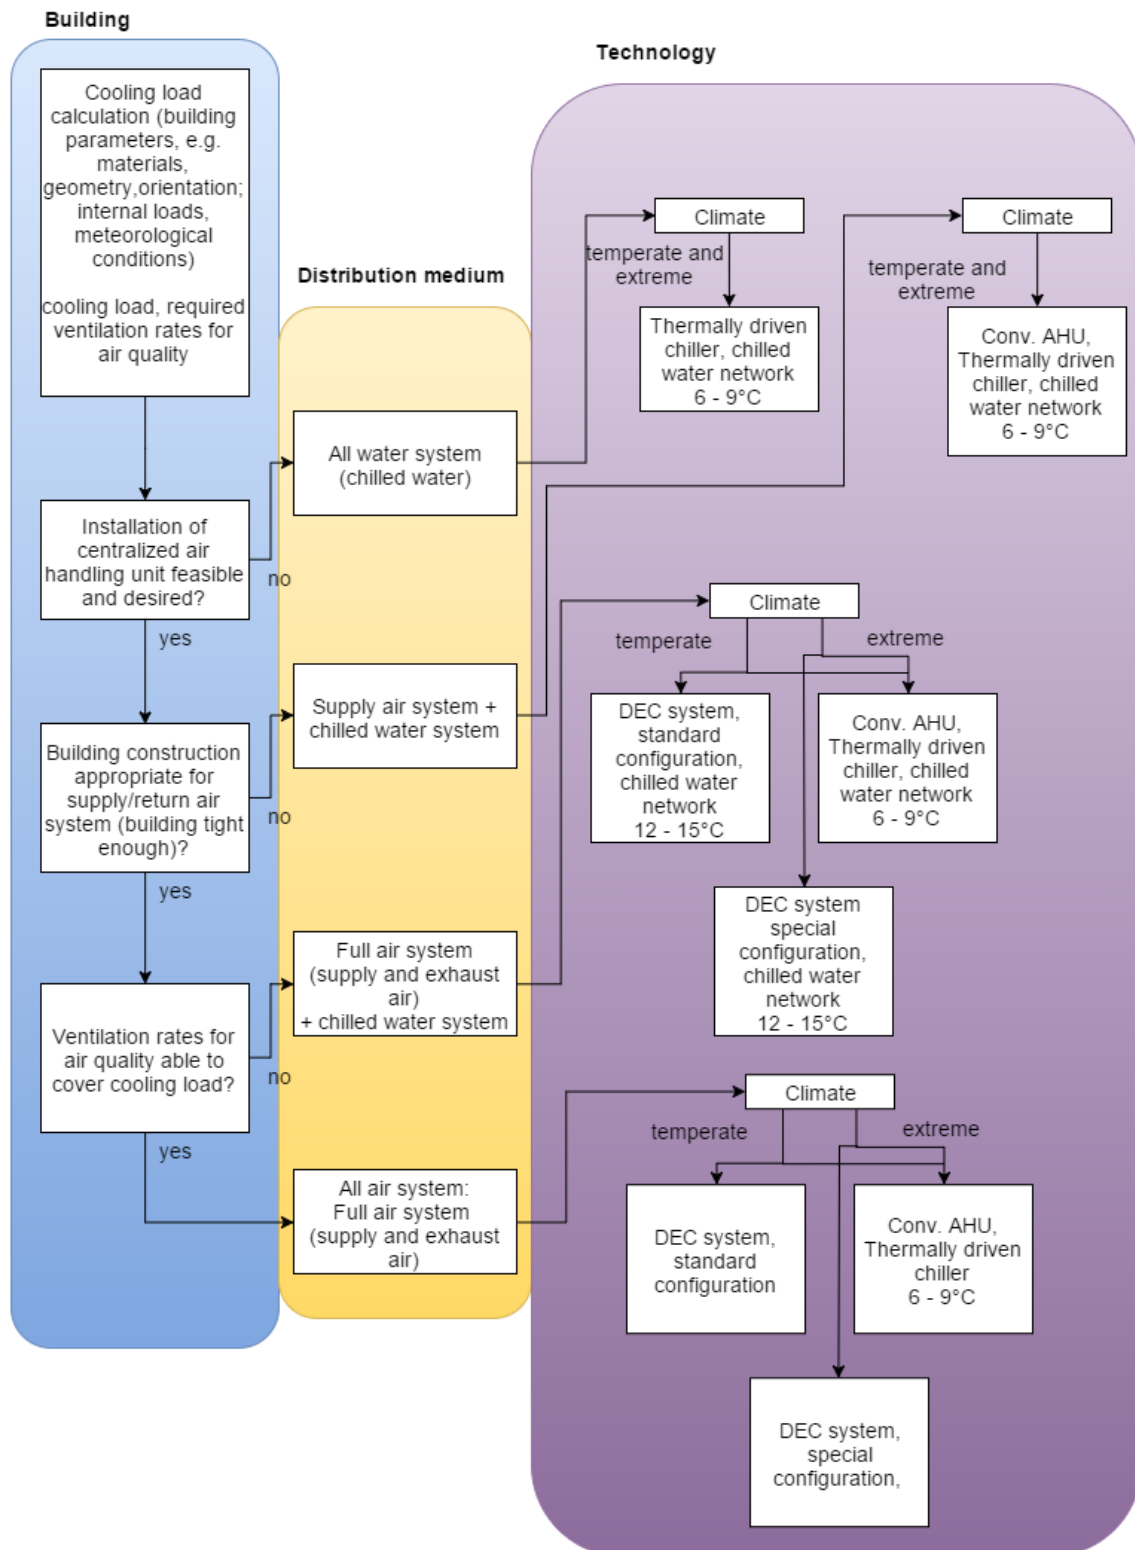 Building
Cooling load
calculation (building
parameters, e.g.
materials,
geometry,orientation;
internal loads,
meteorological
conditions)
cooling load, required
ventilation rates for
air quality
Installation of
centralized air
handling unit feasible
and desired?
no
yes
Building construction
appropriate for
supply/return air
system (building tight
enough)?
no
yes
Ventilation rates for
air quality able to
cover cooling load?
no
yes
Distribution medium
All water system
(chilled water)
Supply air system +
chilled water system
Full air system
(supply and exhaust
air)
+ chilled water system
All air system:
Full air system
(supply and exhaust
air)
Technology
Climate
temperate and
extreme
Thermally driven
chiller, chilled
water network
6 - 9°C
Climate
temperate and
extreme
Conv. AHU,
Thermally driven
chiller, chilled
water network
6 - 9°C
Climate
temperate
extreme
DEC system,
standard
configuration,
chilled water
network
12 - 15°C
Conv. AHU,
Thermally driven
chiller, chilled
water network
6 - 9°C
DEC system
special
configuration,
chilled water
network
12 - 15°C
Climate
temperate
extreme
DEC system,
standard
configuration
Conv. AHU,
Thermally driven
chiller
6 - 9°C
DEC system,
special
configuration,